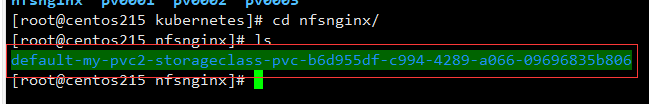 nfsnginx pv0001 pv0002 pv0003
[root@centos215 kubernetes]# cd nfsnginx/
[root@centos215 nfsnginx]# ls
default-my-pvc2-storageclass-pvc-b6d955df-c994-4289-a066-09696835b806
[root@centos215 nfsnginx]#